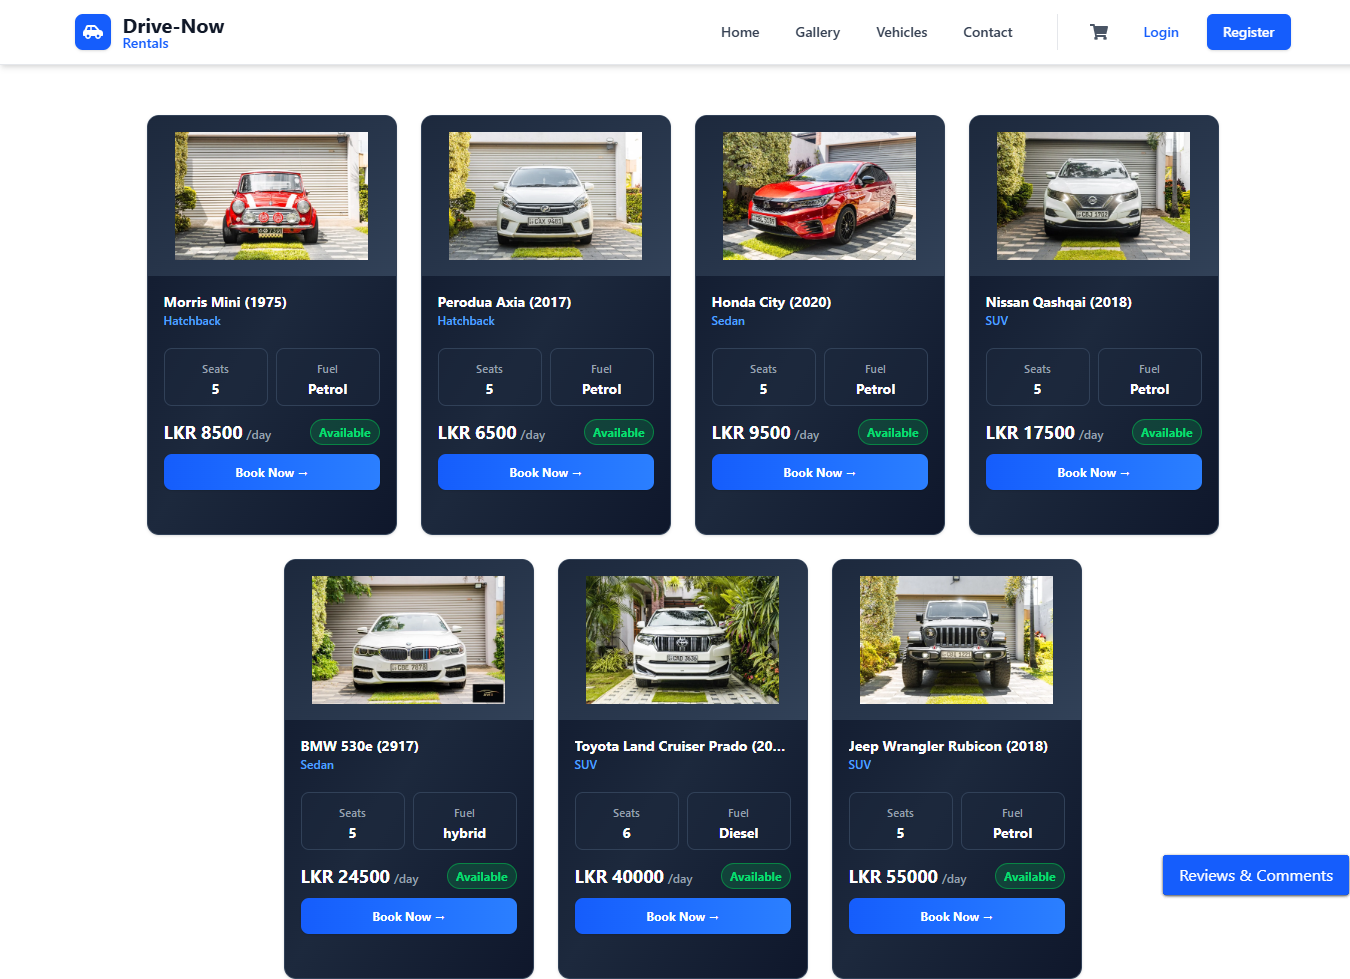 Drive-Now
Rentals
Home
Gallery
Vehicles
Contact
Login
Register
Morris Mini (1975)
Hatchback
Seats
5
Fuel
Petrol
LKR 8500 /day
Available
Book Now →
Perodua Axia (2017)
Hatchback
Seats
5
Fuel
Petrol
LKR 6500 /day
Available
Book Now →
Honda City (2020)
Sedan
Seats
5
Fuel
Petrol
LKR 9500 /day
Available
Book Now →
Nissan Qashqai (2018)
SUV
Seats
5
Fuel
Petrol
LKR 17500 /day
Available
Book Now →
BMW 530e (2917)
Sedan
Seats
5
Fuel
hybrid
LKR 24500 /day
Available
Book Now →
Toyota Land Cruiser Prado (20...
SUV
Seats
6
Fuel
Diesel
LKR 40000 /day
Available
Book Now →
Jeep Wrangler Rubicon (2018)
SUV
Seats
5
Fuel
Petrol
LKR 55000 /day
Available
Book Now →
Reviews & Comments